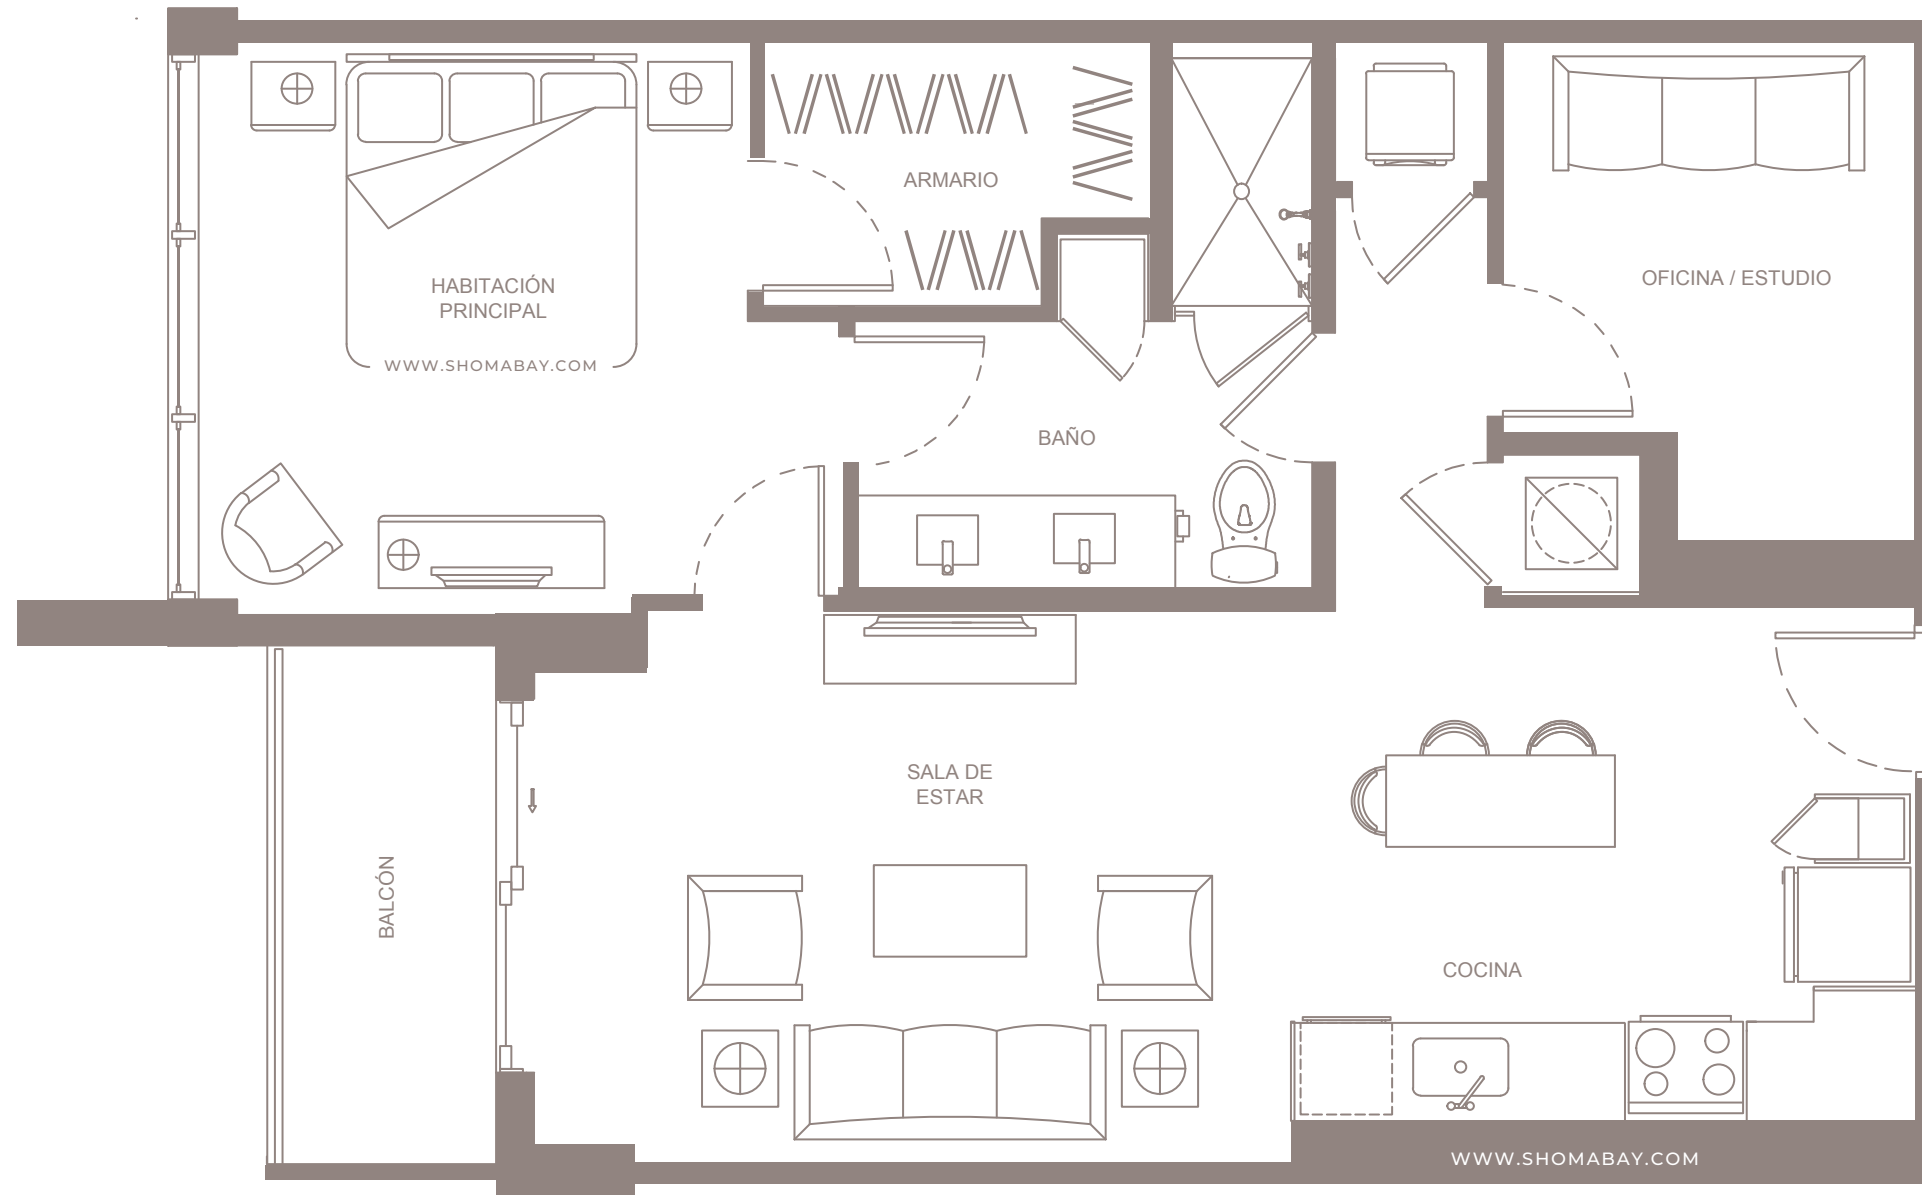 ARMARIO
HABITACIÓN
PRINCIPAL
WWW.SHOMABAY.COM
OFICINA / ESTUDIO
BAÑO
SALA DE
ESTAR
BALCÓN
COCINA
WWW.SHOMABAY.COM